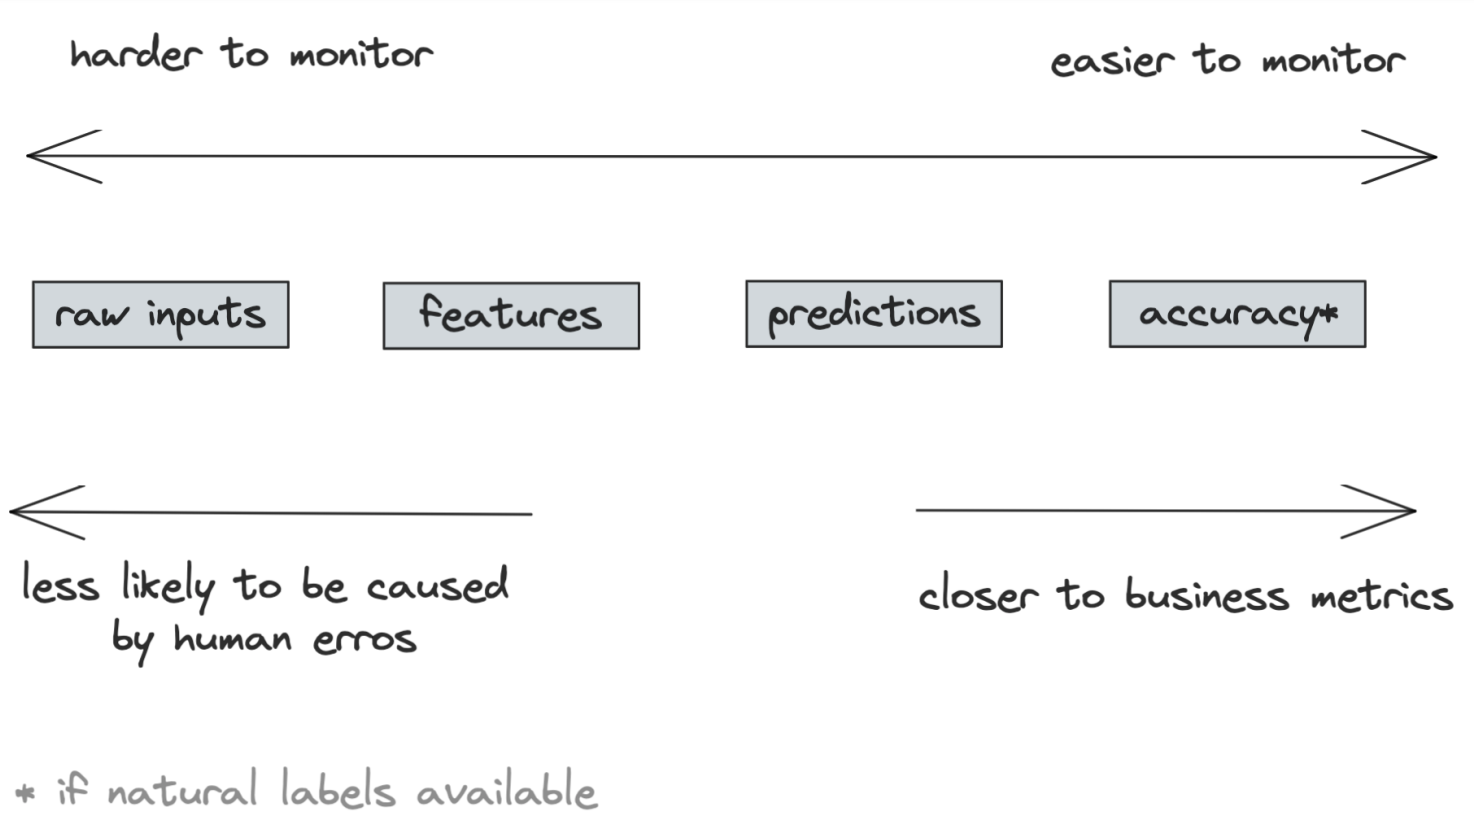 harder to monitor
easier to monitor
raw inputs
features
predictions
accuracy*
less likely to be caused
by human erros
closer to business metrics
* if natural labels available